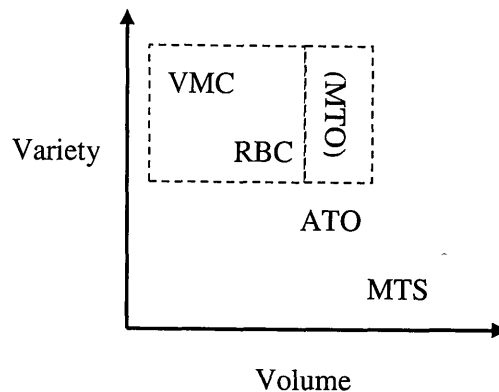 VMC
(MTO)
Variety
RBC
ATO
MTS
Volume